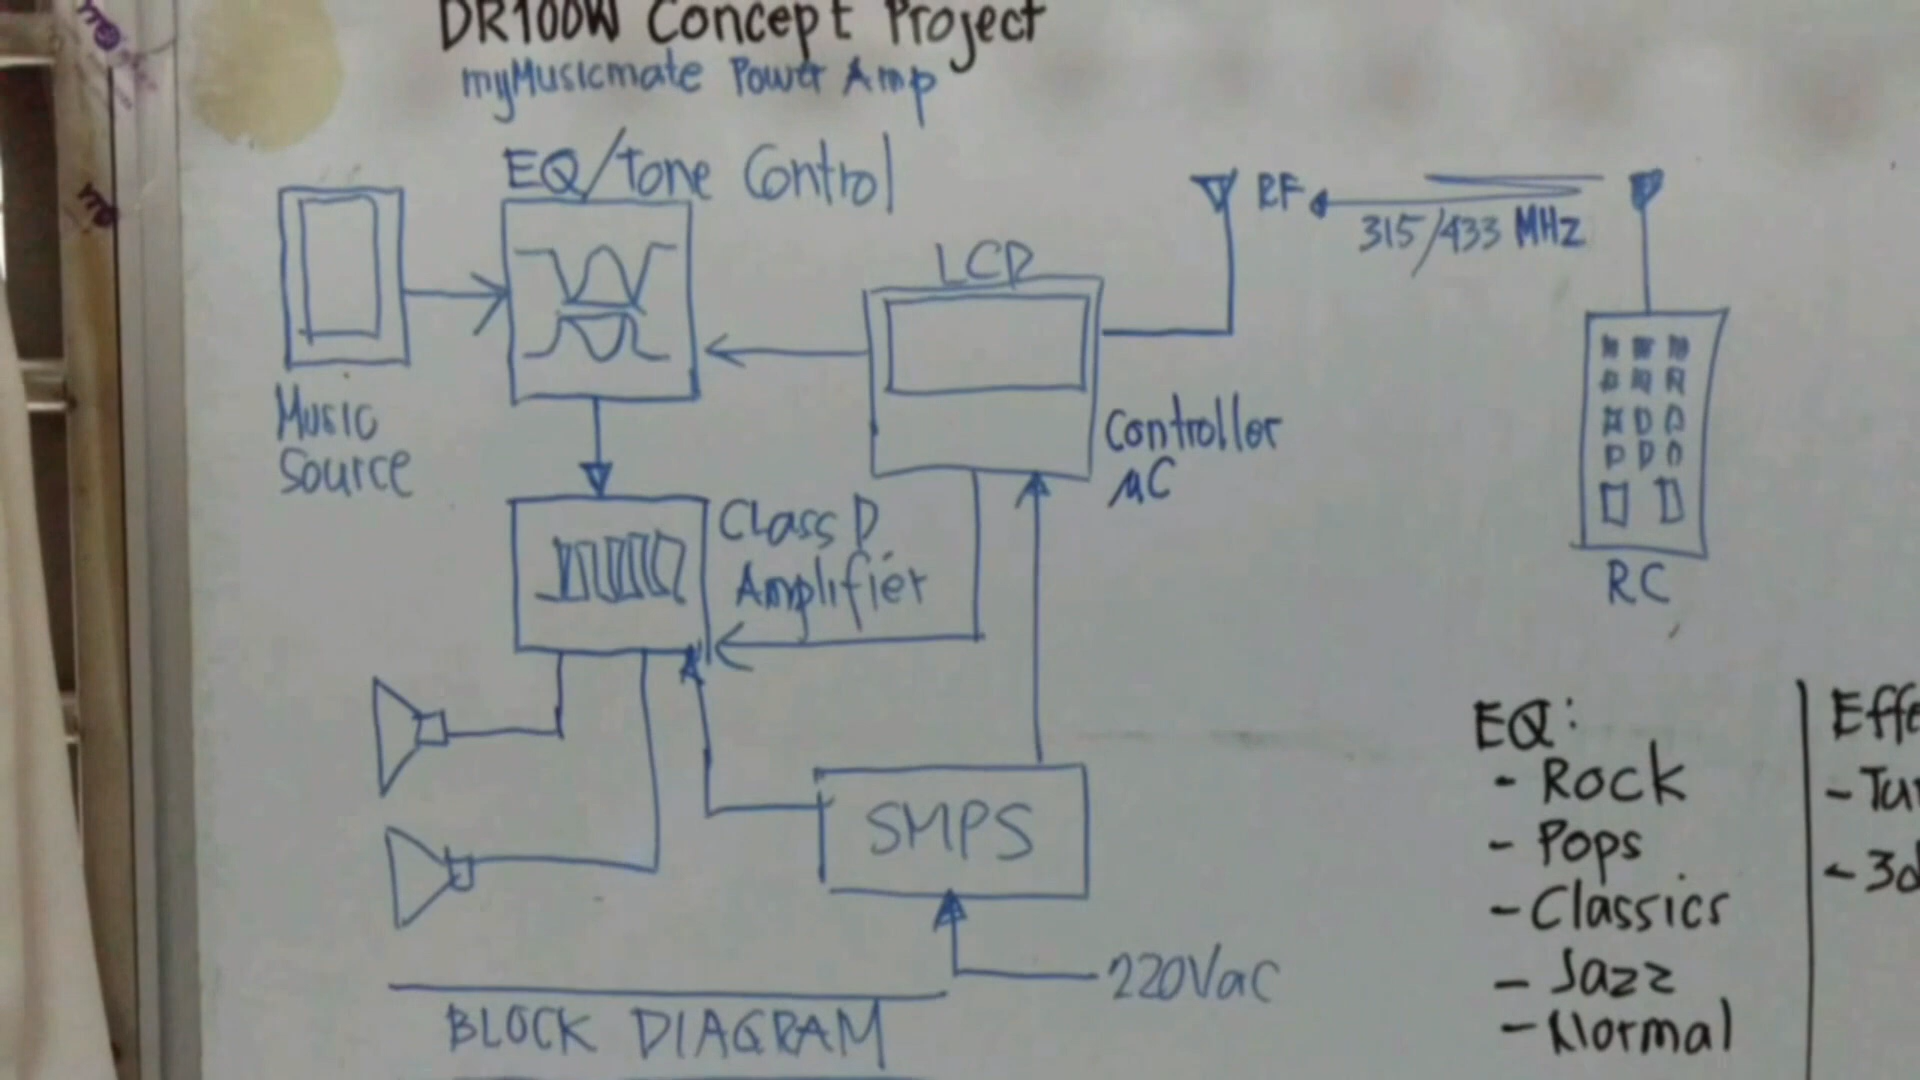 DR100W Concept Project
myMusicmate Power Amp
EQ/Tone Control
RF
315/433 MHz
LCD
Music
Source
Controller
µC
Class D
Amplifier
RC
SMPS
220Vac
BLOCK DIAGRAM
EQ:
- Rock
- Pops
- Classics
- Jazz
- Normal